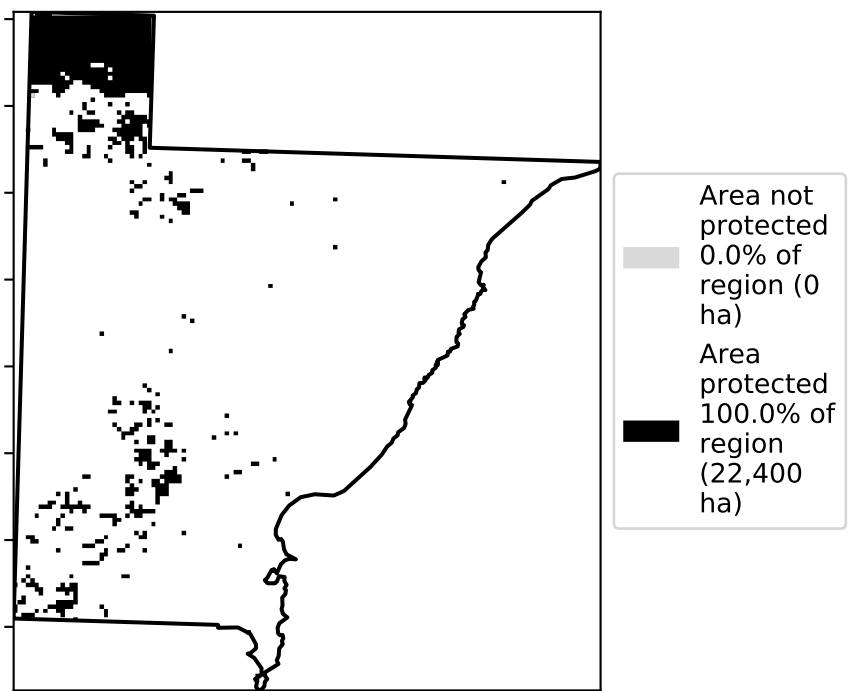 Area not
protected
0.0% of
region (0
ha)
Area
protected
100.0% of
region
(22,400
ha)